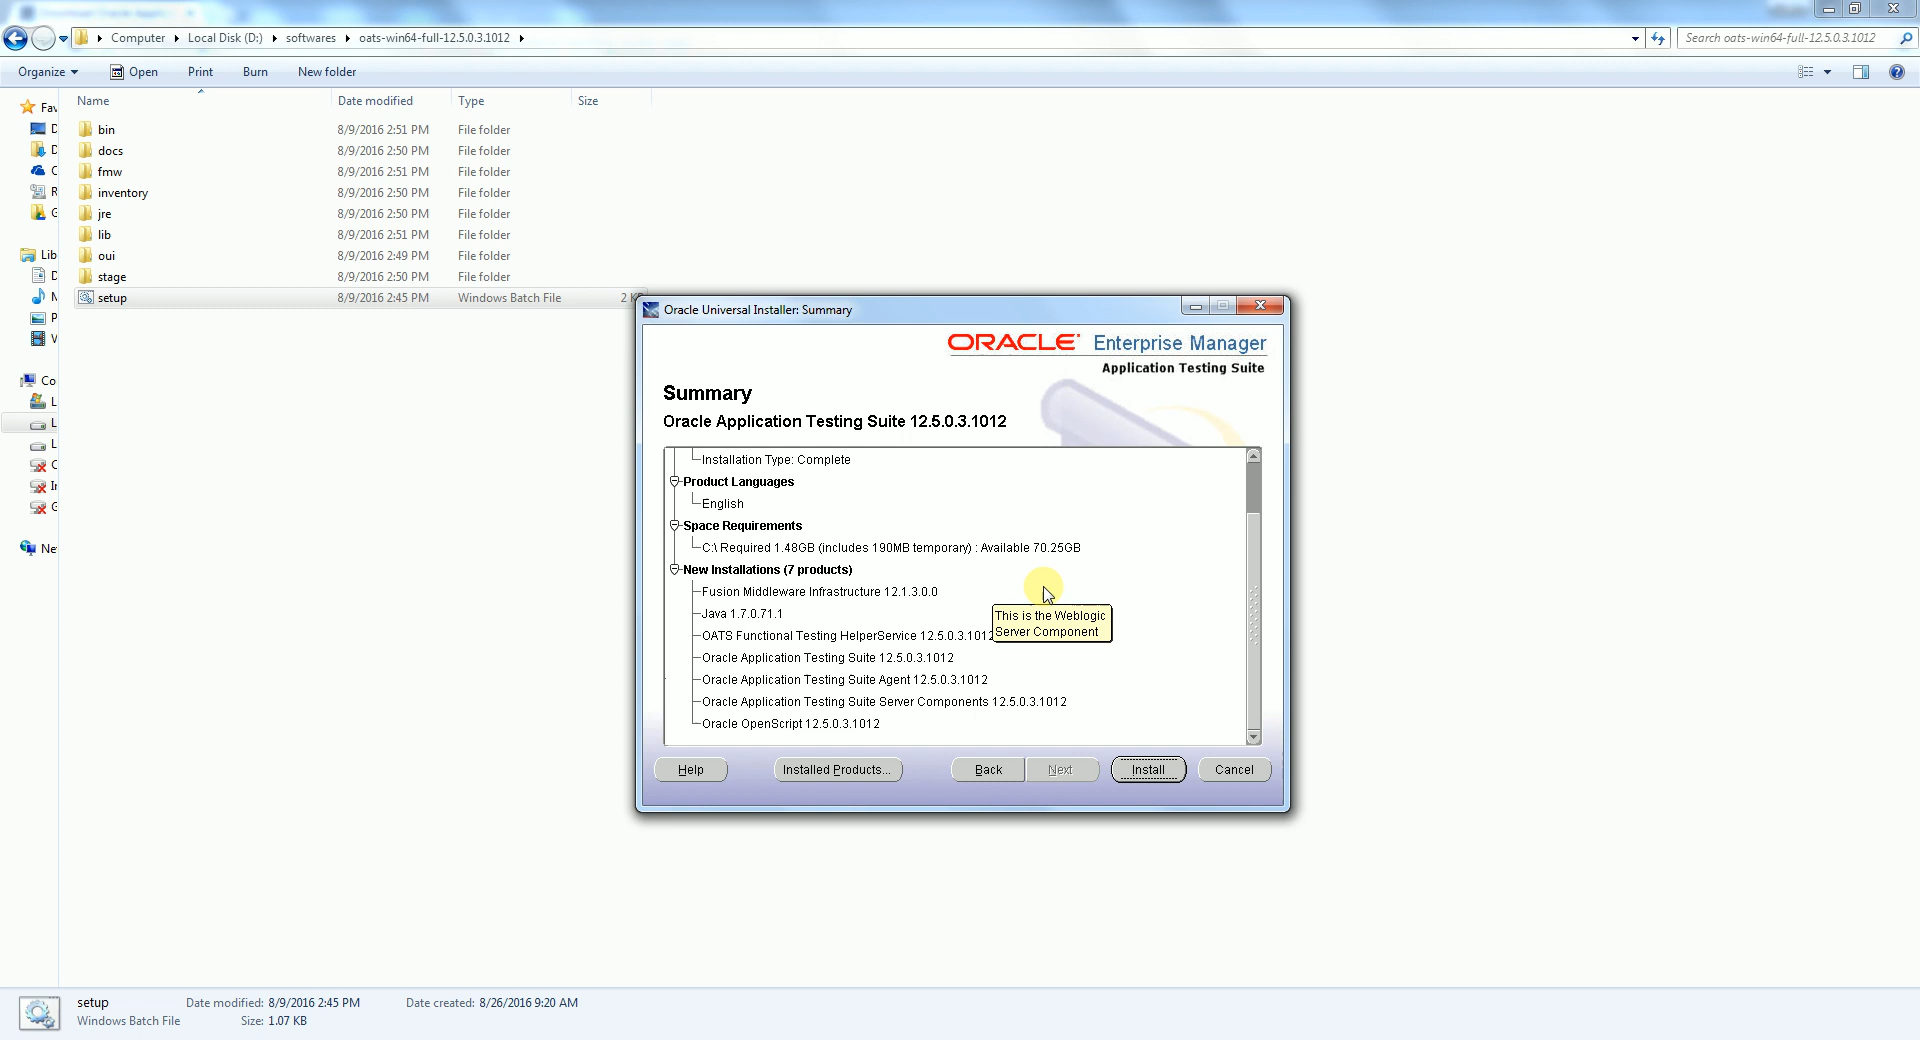 Computer
Local Disk (D:)
softwares
oats-win64-full-12.5.0.3.1012
Search oats-win64-full-12.5.0.3.1012
Organize
Open
Print
Burn
New folder
Name
Date modified
Type
Size
Fav
bin
8/9/2016 2:51 PM
File folder
docs
8/9/2016 2:50 PM
File folder
fmw
8/9/2016 2:51 PM
File folder
inventory
8/9/2016 2:50 PM
File folder
jre
8/9/2016 2:50 PM
File folder
lib
8/9/2016 2:51 PM
File folder
Lib
oui
8/9/2016 2:49 PM
File folder
stage
8/9/2016 2:50 PM
File folder
setup
8/9/2016 2:45 PM
Windows Batch File
2 K
Co
Ne
Oracle Universal Installer: Summary
ORACLE Enterprise Manager
Application Testing Suite
Summary
Oracle Application Testing Suite 12.5.0.3.1012
Installation Type: Complete
Product Languages
English
Space Requirements
C:\ Required 1.48GB (includes 190MB temporary) : Available 70.25GB
New Installations (7 products)
Fusion Middleware Infrastructure 12.1.3.0.0
Java 1.7.0.71.1
This is the Weblogic
Server Component
OATS Functional Testing HelperService 12.5.0.3.1012
Oracle Application Testing Suite 12.5.0.3.1012
Oracle Application Testing Suite Agent 12.5.0.3.1012
Oracle Application Testing Suite Server Components 12.5.0.3.1012
Oracle OpenScript 12.5.0.3.1012
Help
Installed Products...
Back
Next
Install
Cancel
setup
Date modified: 8/9/2016 2:45 PM
Date created: 8/26/2016 9:20 AM
Windows Batch File
Size: 1.07 KB